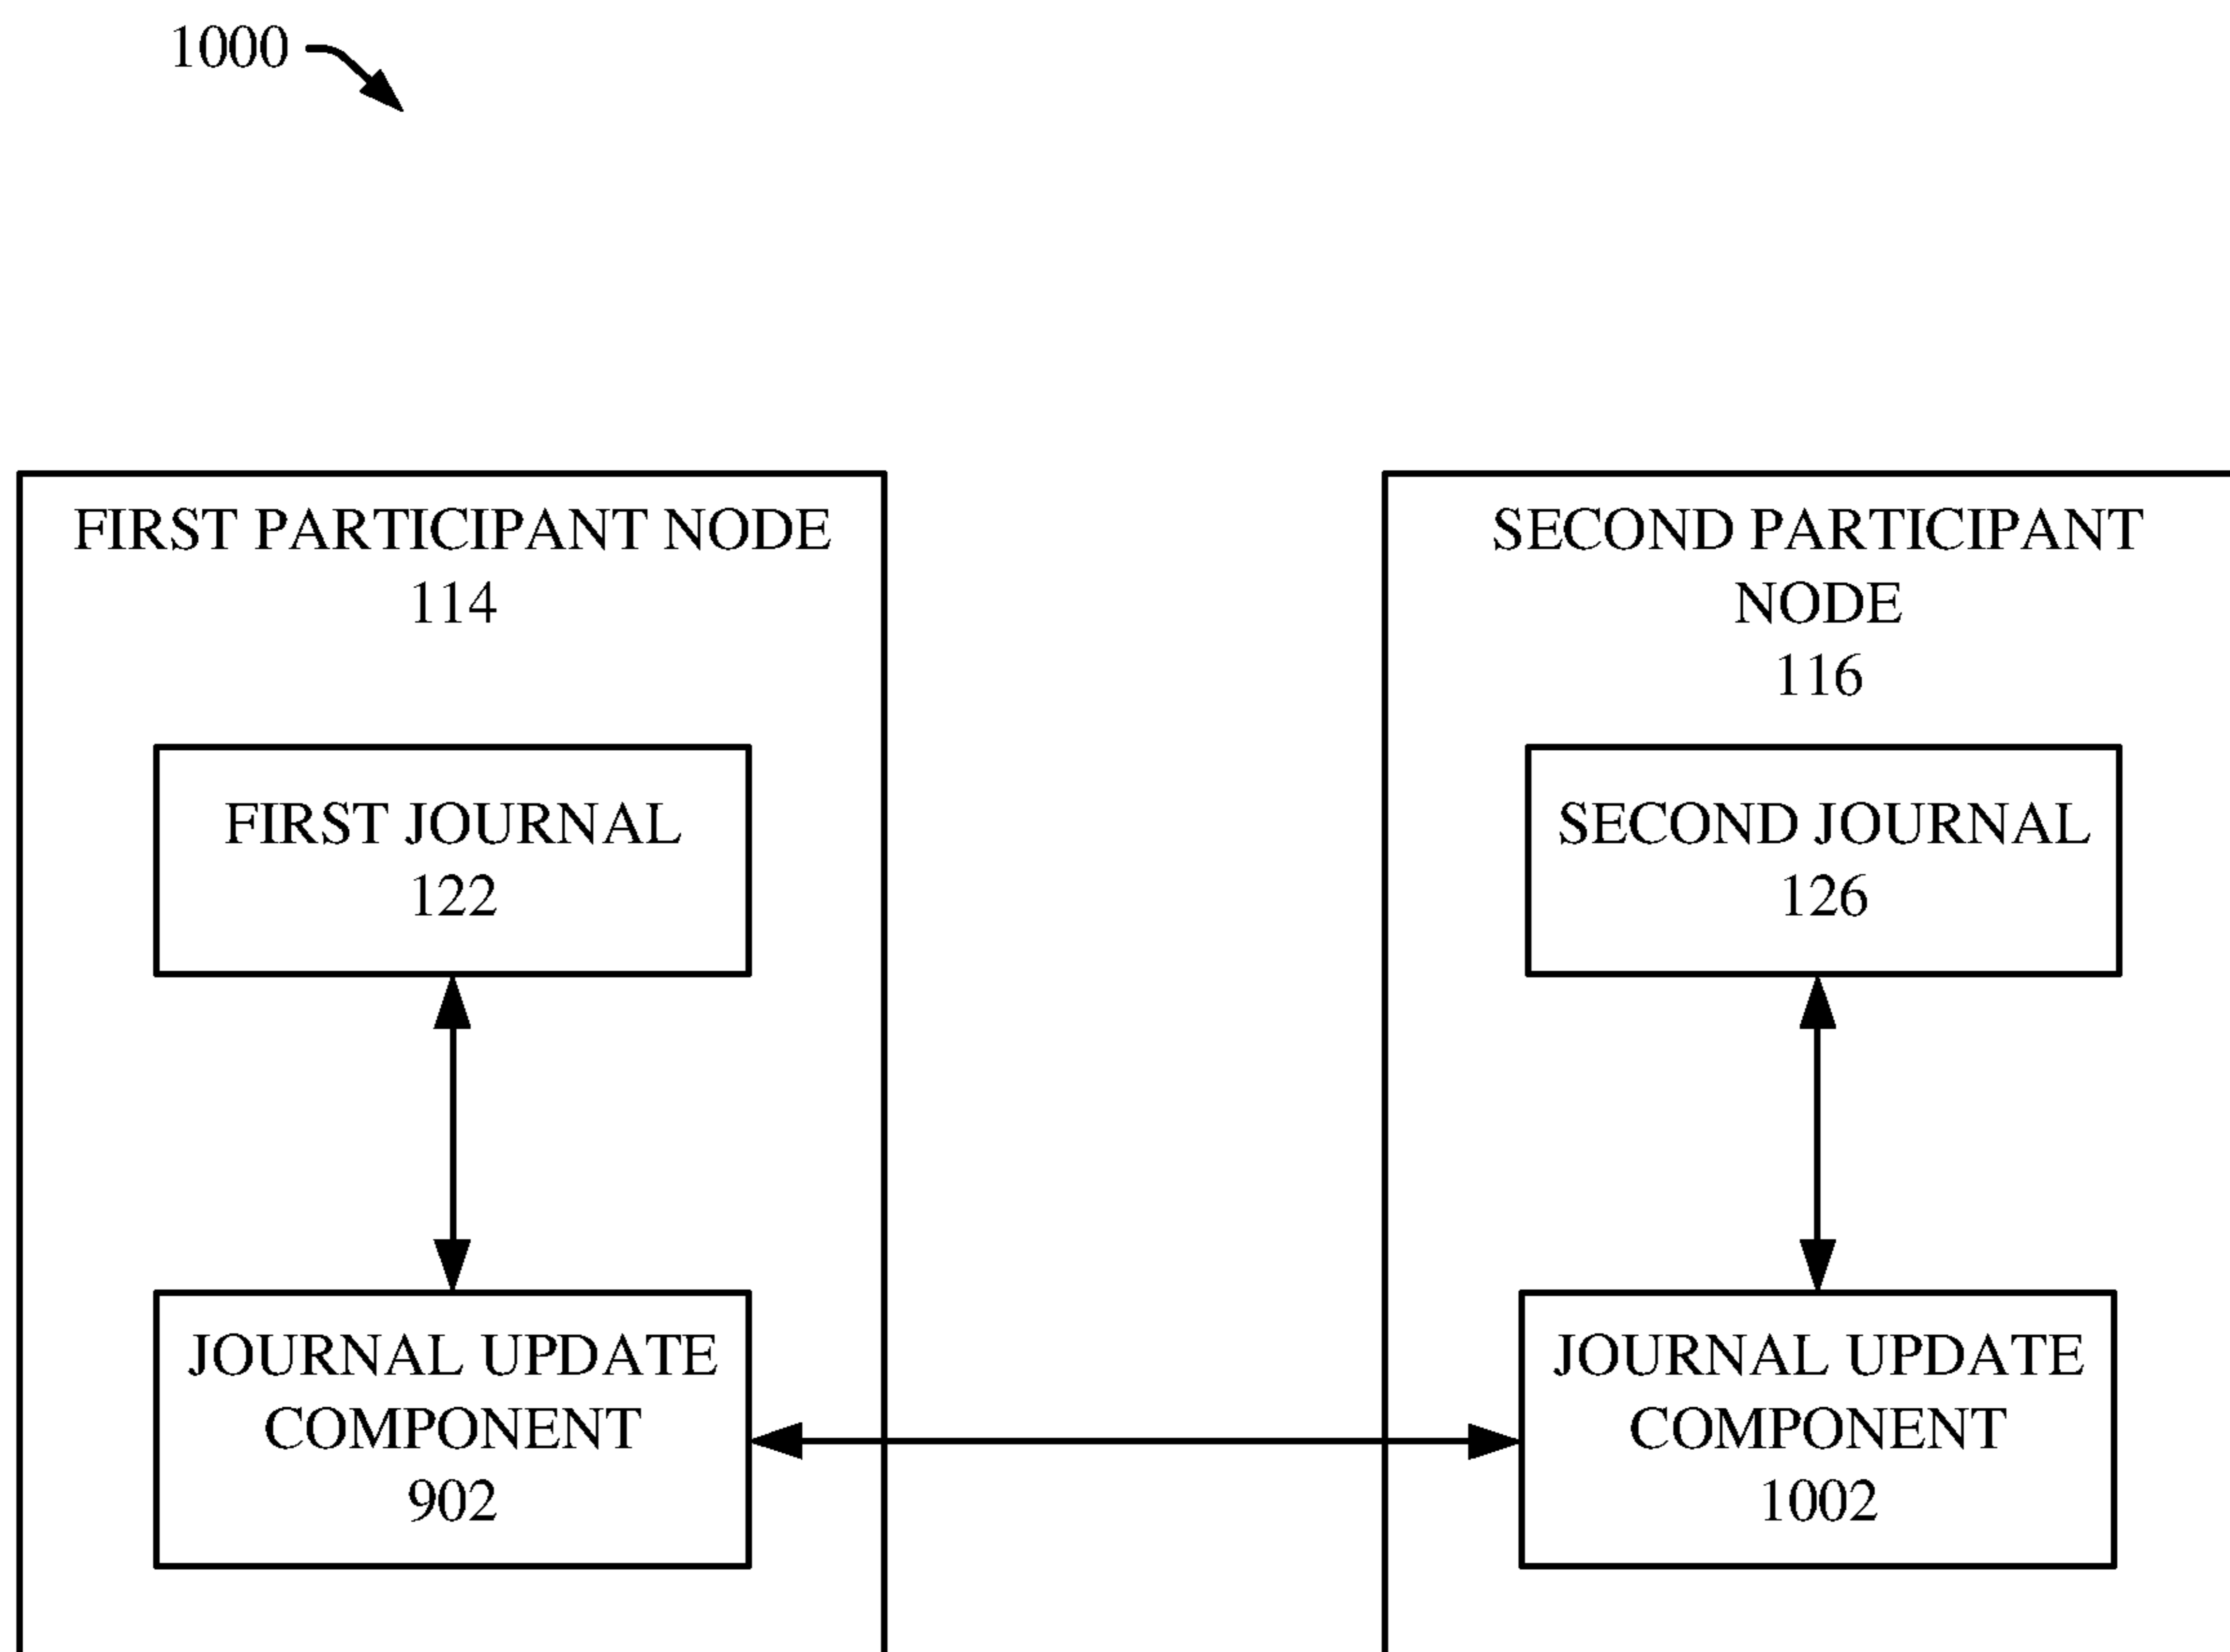 1000
FIRST PARTICIPANT NODE
114
FIRST JOURNAL
122
JOURNAL UPDATE
COMPONENT
902
SECOND PARTICIPANT
NODE
116
SECOND JOURNAL
126
JOURNAL UPDATE
COMPONENT
1002